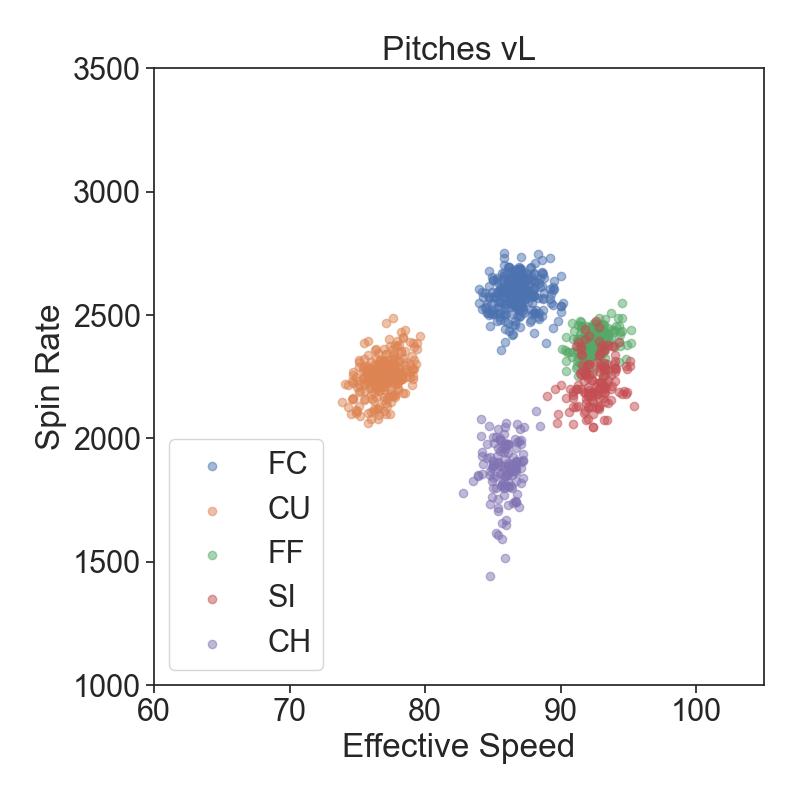 Pitches vL
3500
3000
2500
2000
1500
1000
Spin Rate
FC
CU
FF
SI
CH
60 70 80 90 100
Effective Speed